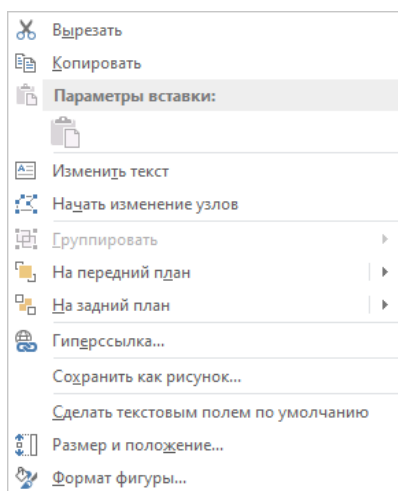 Вырезать
Копировать
Параметры вставки:
Изменить текст
Начать изменение узлов
Группировать
На передний план
На задний план
Гиперссылка...
Сохранить как рисунок...
Сделать текстовым полем по умолчанию
Размер и положение...
Формат фигуры...